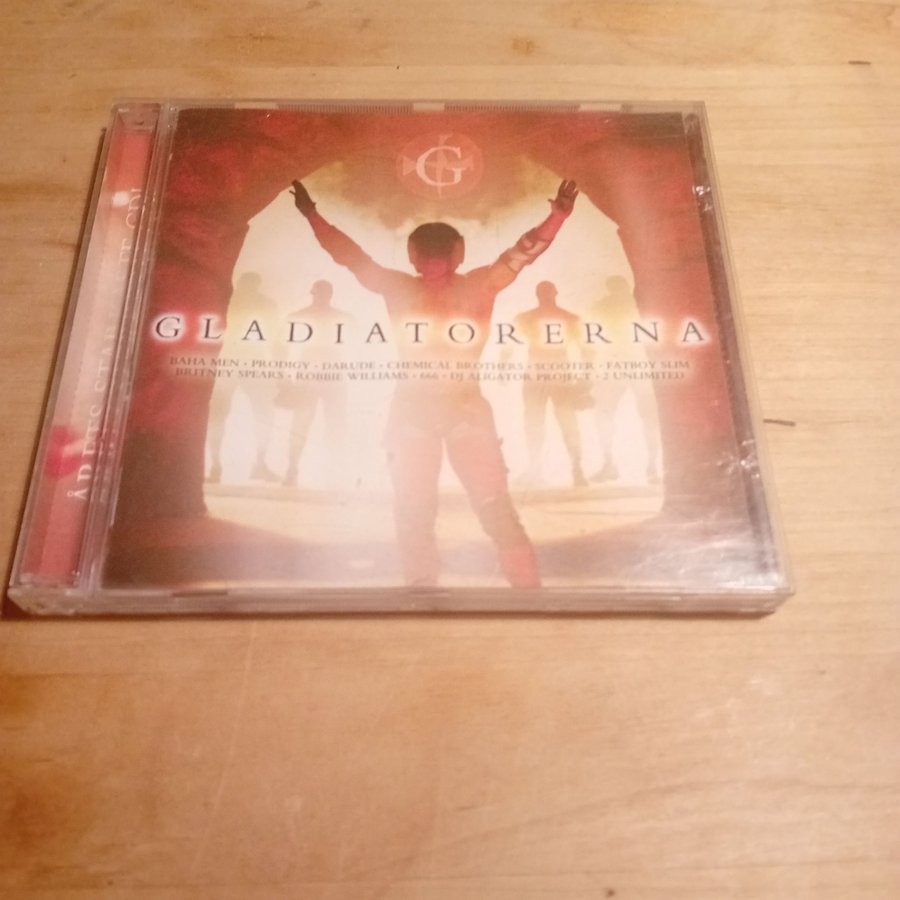 G
GLADIATORERNA
BAHA MEN • PRODIGY • DARUDE • CHEMICAL BROTHERS • SCOOTER • FATBOY SLIM
BRITNEY SPEARS • ROBBIE WILLIAMS • 666 • DJ ALIGATOR PROJECT • 2 UNLIMITED
ÅRETS